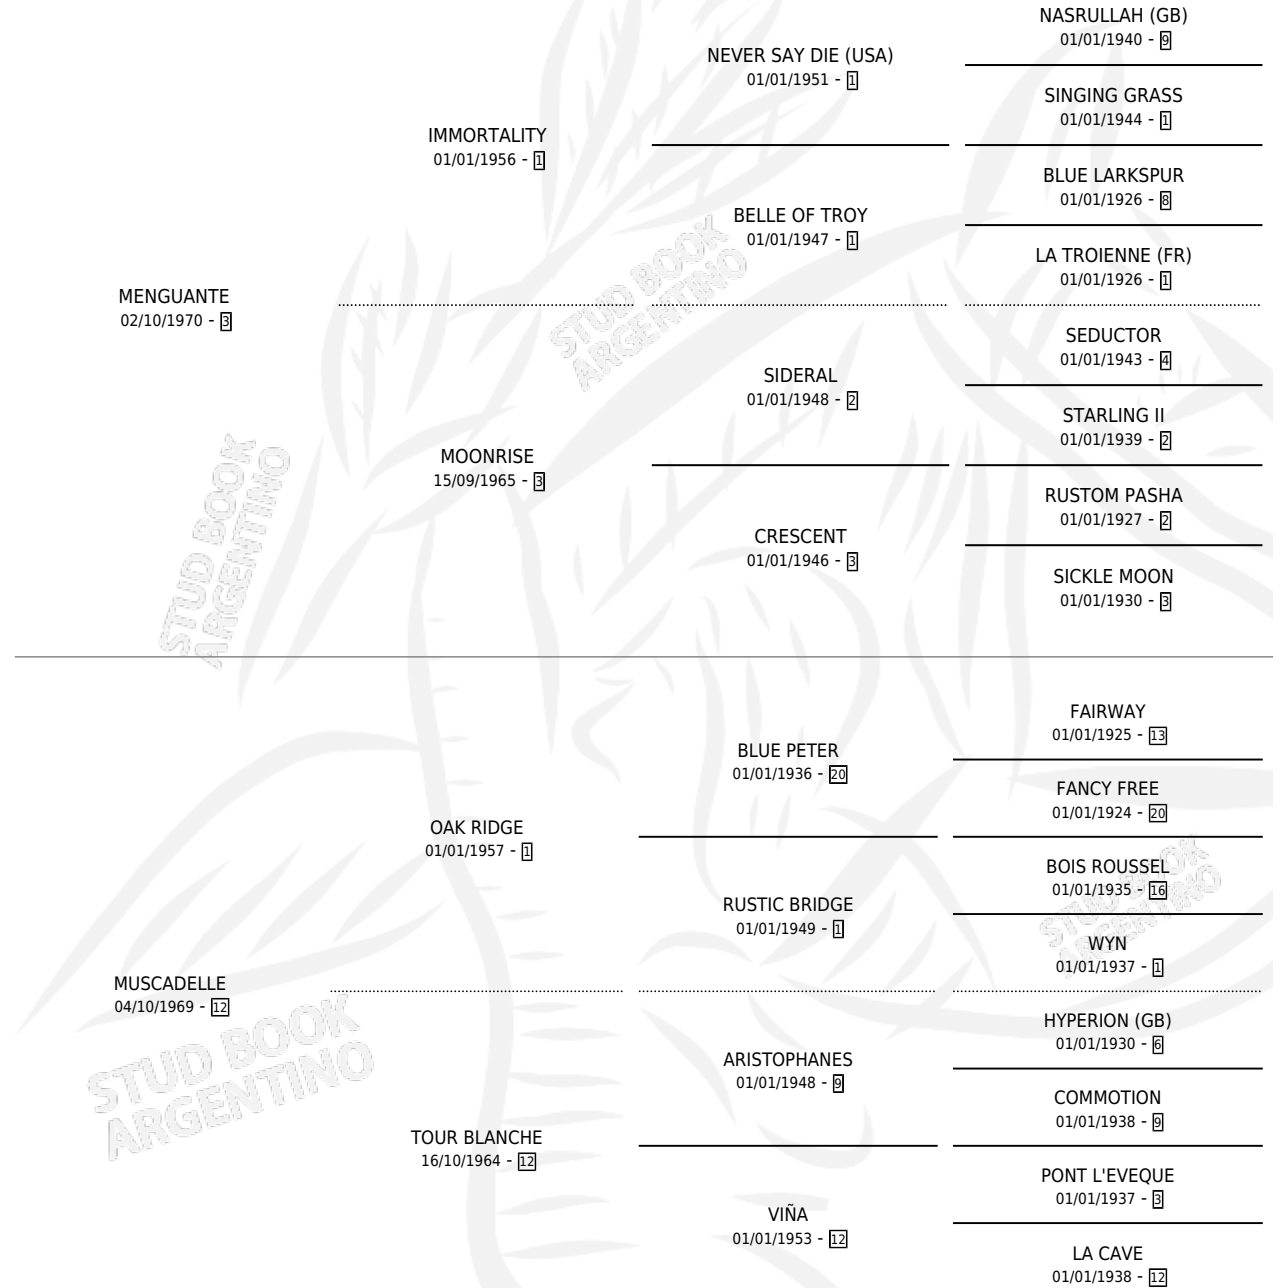 NASRULLAH (GB)
01/01/1940 - 9
NEVER SAY DIE (USA)
01/01/1951 - 1
SINGING GRASS
01/01/1944 - 1
IMMORTALITY
01/01/1956 - 1
BLUE LARKSPUR
01/01/1926 - 8
BELLE OF TROY
01/01/1947 - 1
LA TROIENNE (FR)
01/01/1926 - 1
MENGUANTE
02/10/1970 - 3
SEDUCTOR
01/01/1943 - 4
SIDERAL
01/01/1948 - 2
STARLING II
01/01/1939 - 2
MOONRISE
15/09/1965 - 3
RUSTOM PASHA
01/01/1927 - 2
CRESCENT
01/01/1946 - 3
SICKLE MOON
01/01/1930 - 3
STUD BOOK
ARGENTINO
STUD BOOK
ARGENTINO
FAIRWAY
01/01/1925 - 13
BLUE PETER
01/01/1936 - 20
FANCY FREE
01/01/1924 - 20
OAK RIDGE
01/01/1957 - 1
BOIS ROUSSEL
01/01/1935 - 16
RUSTIC BRIDGE
01/01/1949 - 1
WYN
01/01/1937 - 1
STUD BOOK
ARGENTINO
MUSCADELLE
04/10/1969 - 12
HYPERION (GB)
01/01/1930 - 6
ARISTOPHANES
01/01/1948 - 9
COMMOTION
01/01/1938 - 9
TOUR BLANCHE
16/10/1964 - 12
PONT L'EVEQUE
01/01/1937 - 3
VIÑA
01/01/1953 - 12
LA CAVE
01/01/1938 - 12
STUD BOOK
ARGENTINO